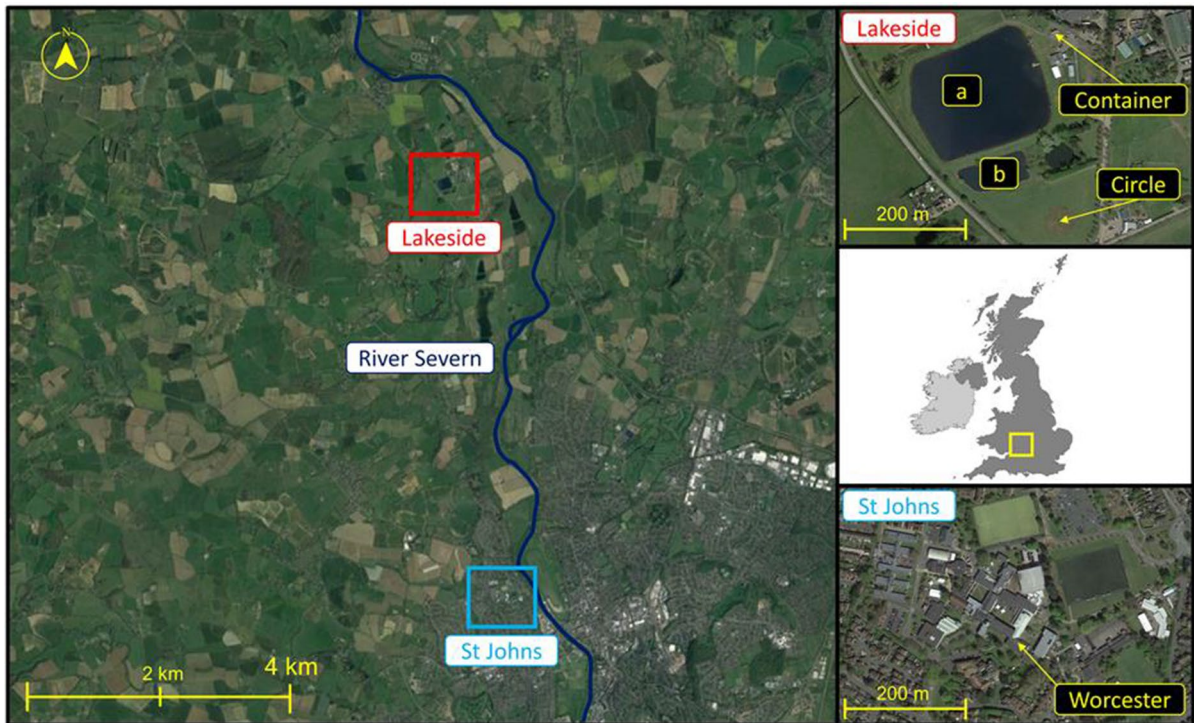 N
Lakeside
River Severn
St Johns
2 km
4 km
Lakeside
a
Container
b
Circle
200 m
St Johns
200 m
Worcester